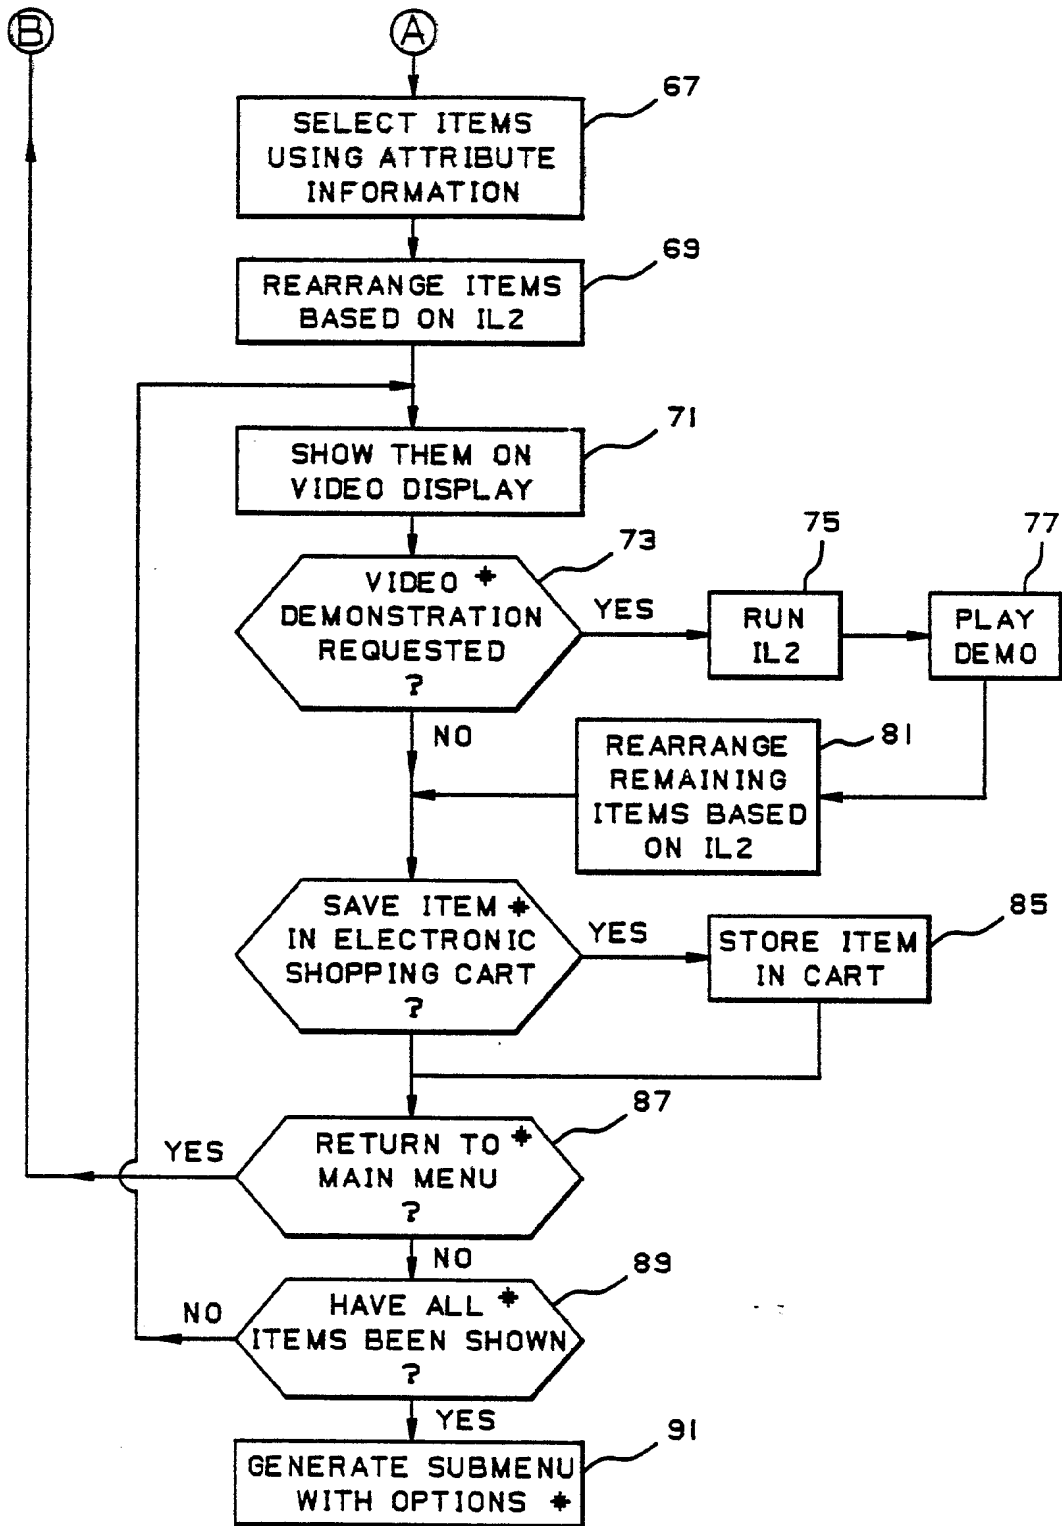 B
A
67
SELECT ITEMS
USING ATTRIBUTE
INFORMATION
69
REARRANGE ITEMS
BASED ON IL2
71
SHOW THEM ON
VIDEO DISPLAY
73
VIDEO *
DEMONSTRATION
REQUESTED
?
YES
75
RUN
IL2
77
PLAY
DEMO
NO
81
REARRANGE
REMAINING
ITEMS BASED
ON IL2
SAVE ITEM *
IN ELECTRONIC
SHOPPING CART
?
YES
85
STORE ITEM
IN CART
87
RETURN TO *
MAIN MENU
?
YES
NO
89
HAVE ALL *
ITEMS BEEN SHOWN
?
NO
YES
91
GENERATE SUBMENU
WITH OPTIONS *